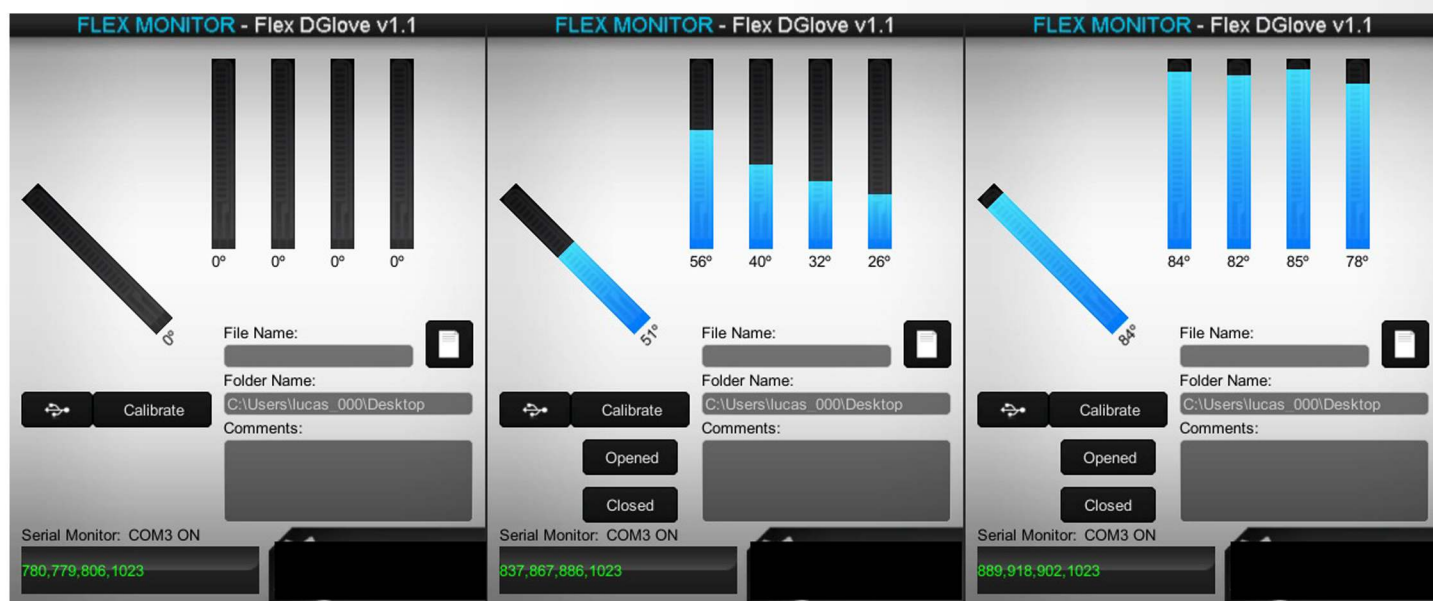 FLEX MONITOR - Flex DGlove v1.1
0º 0º 0º 0º
0º
File Name:
Folder Name:
C:\Users\lucas_000\Desktop
Calibrate
Comments:
Serial Monitor: COM3 ON
780,779,806,1023
FLEX MONITOR - Flex DGlove v1.1
56º 40º 32º 26º
51º
File Name:
Folder Name:
C:\Users\lucas_000\Desktop
Calibrate
Comments:
Opened
Closed
Serial Monitor: COM3 ON
837,867,886,1023
FLEX MONITOR - Flex DGlove v1.1
84º 82º 85º 78º
84º
File Name:
Folder Name:
C:\Users\lucas_000\Desktop
Calibrate
Comments:
Opened
Closed
Serial Monitor: COM3 ON
889,918,902,1023